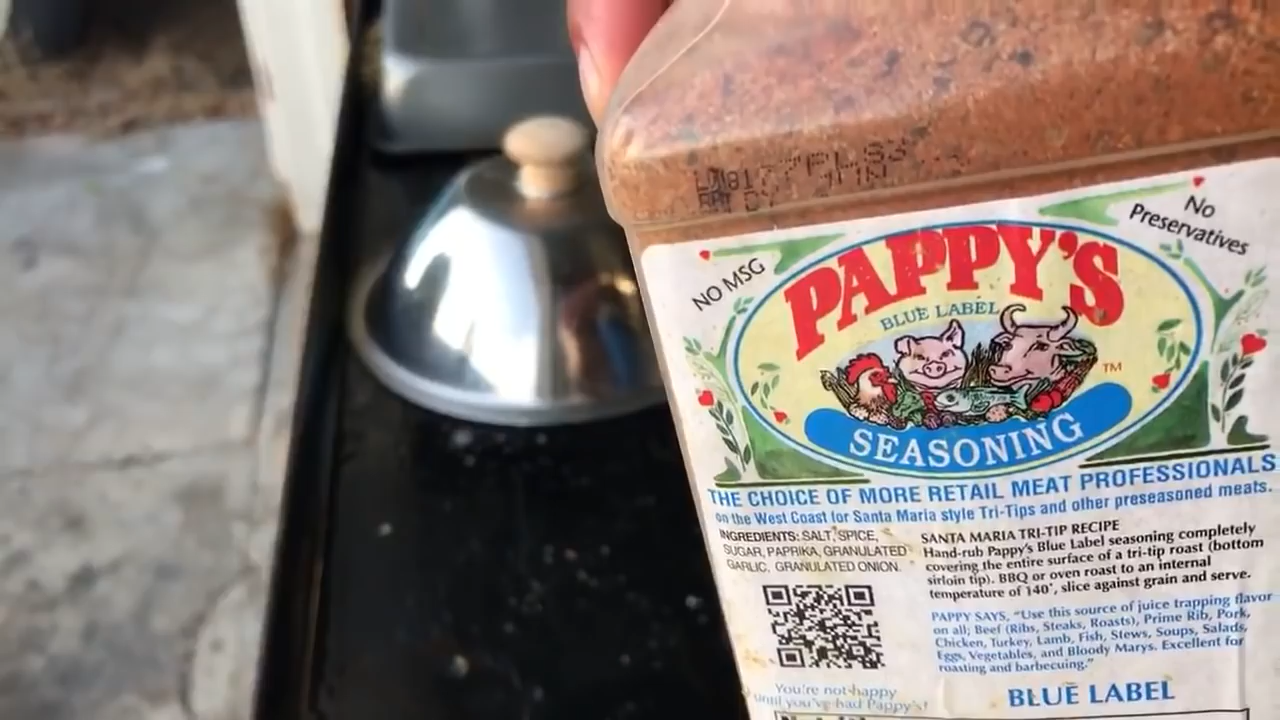 NO MSG
No
Preservatives
PAPPY'S
BLUE LABEL
TM
SEASONING
THE CHOICE OF MORE RETAIL MEAT PROFESSIONALS
on the West Coast for Santa Maria style Tri-Tips and other preseasoned meats.
INGREDIENTS: SALT, SPICE,
SUGAR, PAPRIKA, GRANULATED
GARLIC, GRANULATED ONION.
SANTA MARIA TRI-TIP RECIPE
Hand-rub Pappy's Blue Label seasoning completely
covering the entire surface of a tri-tip roast (bottom
sirloin tip). BBQ or oven roast to an internal
temperature of 140°, slice against grain and serve.
PAPPY SAYS, "Use this source of juice trapping flavor
on all; Beef (Ribs, Steaks, Roasts), Prime Rib, Pork,
Chicken, Turkey, Lamb, Fish, Stews, Soups, Salads,
Eggs, Vegetables, and Bloody Marys. Excellent for
roasting and barbecuing."
You're not happy
until you've had Pappy's!
BLUE LABEL